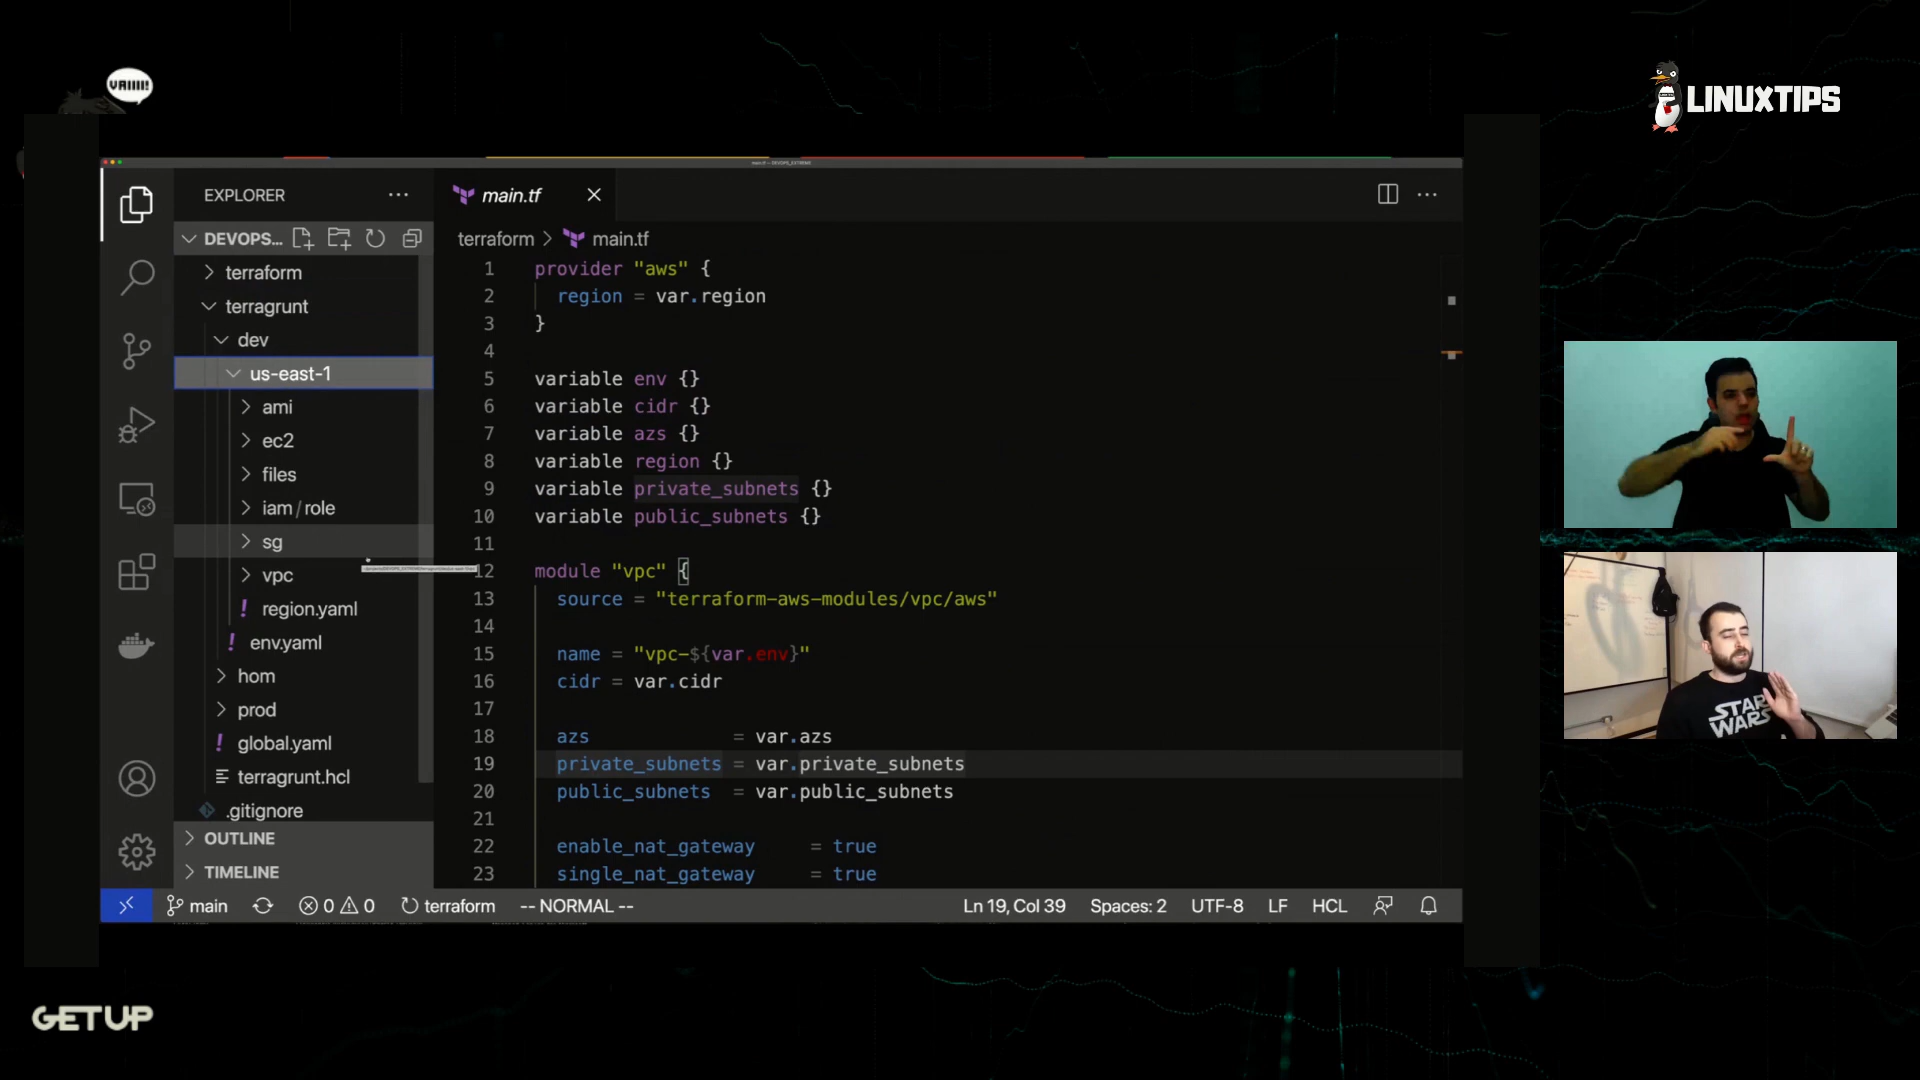 VAIIII!
LINUXTIPS
main.tf — DEVOPS_EXTREME
EXPLORER
DEVOPS...
terraform
terragrunt
dev
us-east-1
ami
ec2
files
iam/role
sg
vpc
region.yaml
env.yaml
hom
prod
global.yaml
terragrunt.hcl
.gitignore
OUTLINE
TIMELINE
main.tf
terraform > main.tf
1 provider "aws" {
2 region = var.region
3 }
4
5 variable env {}
6 variable cidr {}
7 variable azs {}
8 variable region {}
9 variable private_subnets {}
10 variable public_subnets {}
11
12 module "vpc" {
13 source = "terraform-aws-modules/vpc/aws"
14
15 name = "vpc-${var.env}"
16 cidr = var.cidr
17
18 azs = var.azs
19 private_subnets = var.private_subnets
20 public_subnets = var.public_subnets
21
22 enable_nat_gateway = true
23 single_nat_gateway = true
main 0 0 terraform -- NORMAL -- Ln 19, Col 39 Spaces: 2 UTF-8 LF HCL
STAR
WARS
GETUP